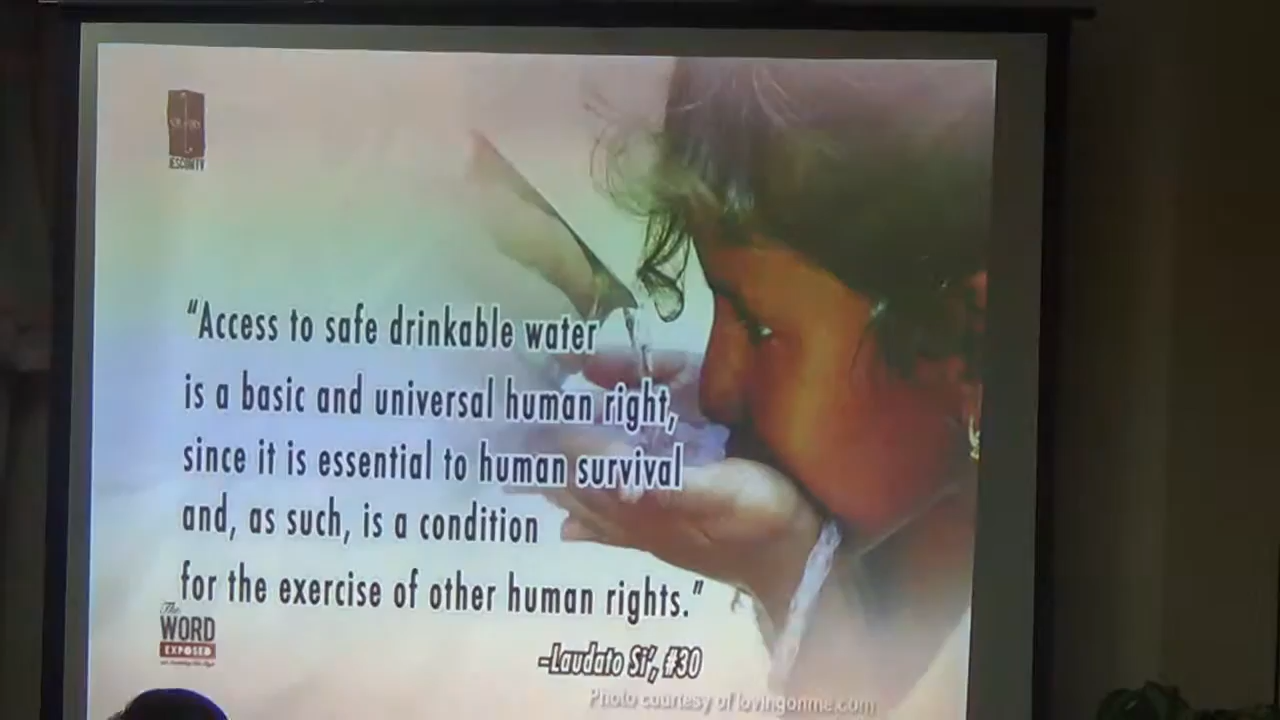 JESCOMTV
"Access to safe drinkable water
is a basic and universal human right,
since it is essential to human survival
and, as such, is a condition
for the exercise of other human rights."
The
WORD
EXPOSED
-Laudato Si', #30
Photo courtesy of lovingonme.com